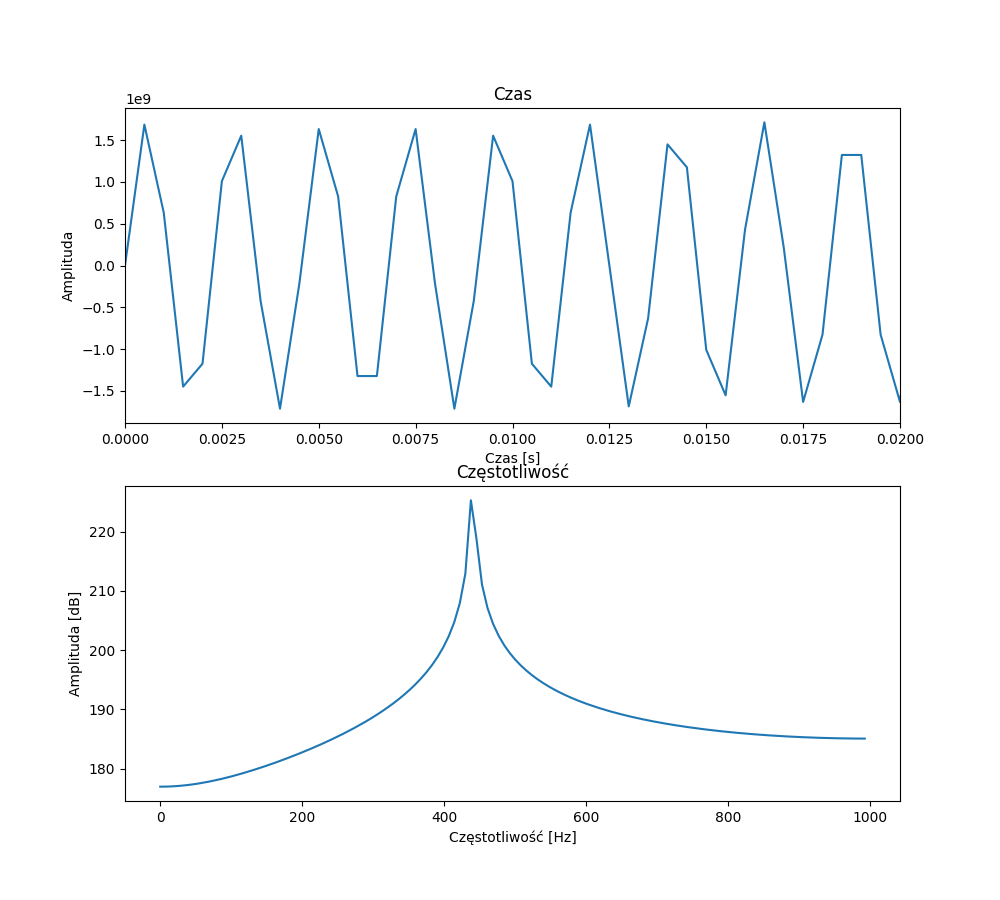 Czas
1e9
1.5
1.0
0.5
0.0
−0.5
−1.0
−1.5
Amplituda
0.0000 0.0025 0.0050 0.0075 0.0100 0.0125 0.0150 0.0175 0.0200
Czas [s]
Częstotliwość
220
210
200
190
180
Amplituda [dB]
0 200 400 600 800 1000
Częstotliwość [Hz]